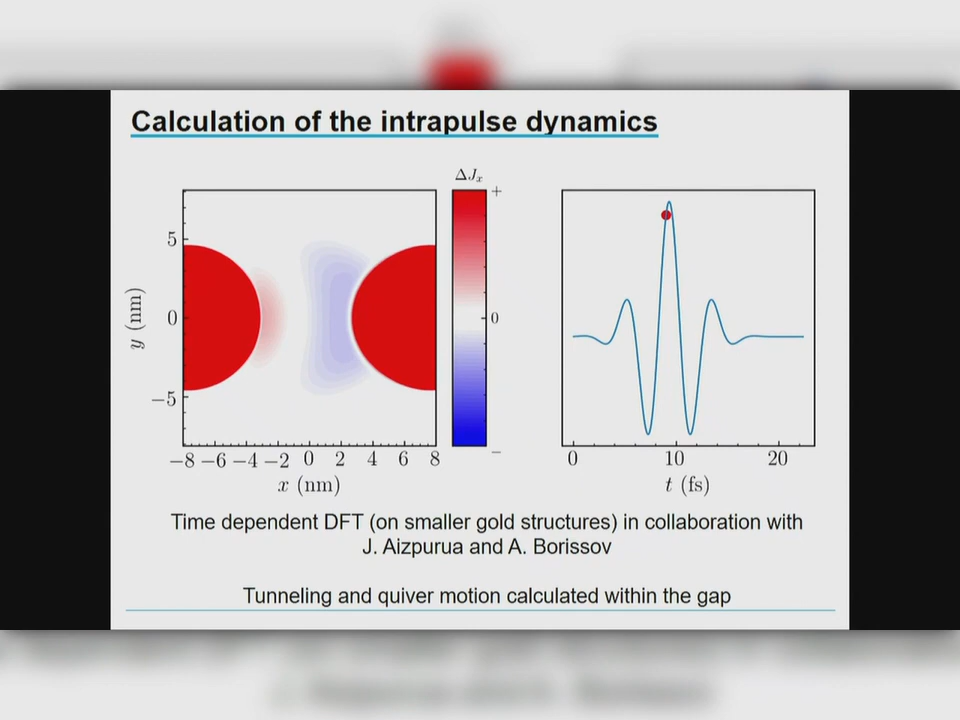 Calculation of the intrapulse dynamics
ΔJx
+
5
0
−5
y (nm)
0
−
−8 −6 −4 −2 0 2 4 6 8
x (nm)
0 10 20
t (fs)
Time dependent DFT (on smaller gold structures) in collaboration with
J. Aizpurua and A. Borissov
Tunneling and quiver motion calculated within the gap